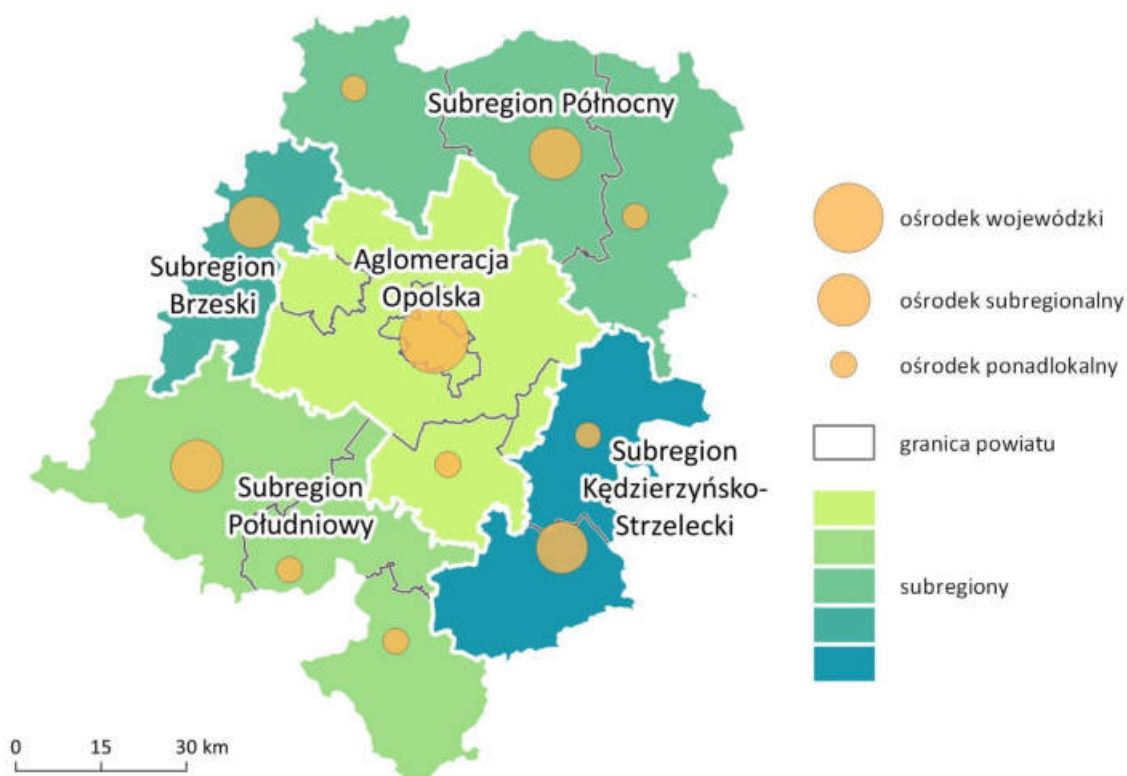 Subregion Północny
Subregion
Brzeski
Aglomeracja
Opolska
Subregion
Południowy
Subregion
Kędzierzyńsko-
Strzelecki
ośrodek wojewódzki
ośrodek subregionalny
ośrodek ponadlokalny
granica powiatu
subregiony
0 15 30 km